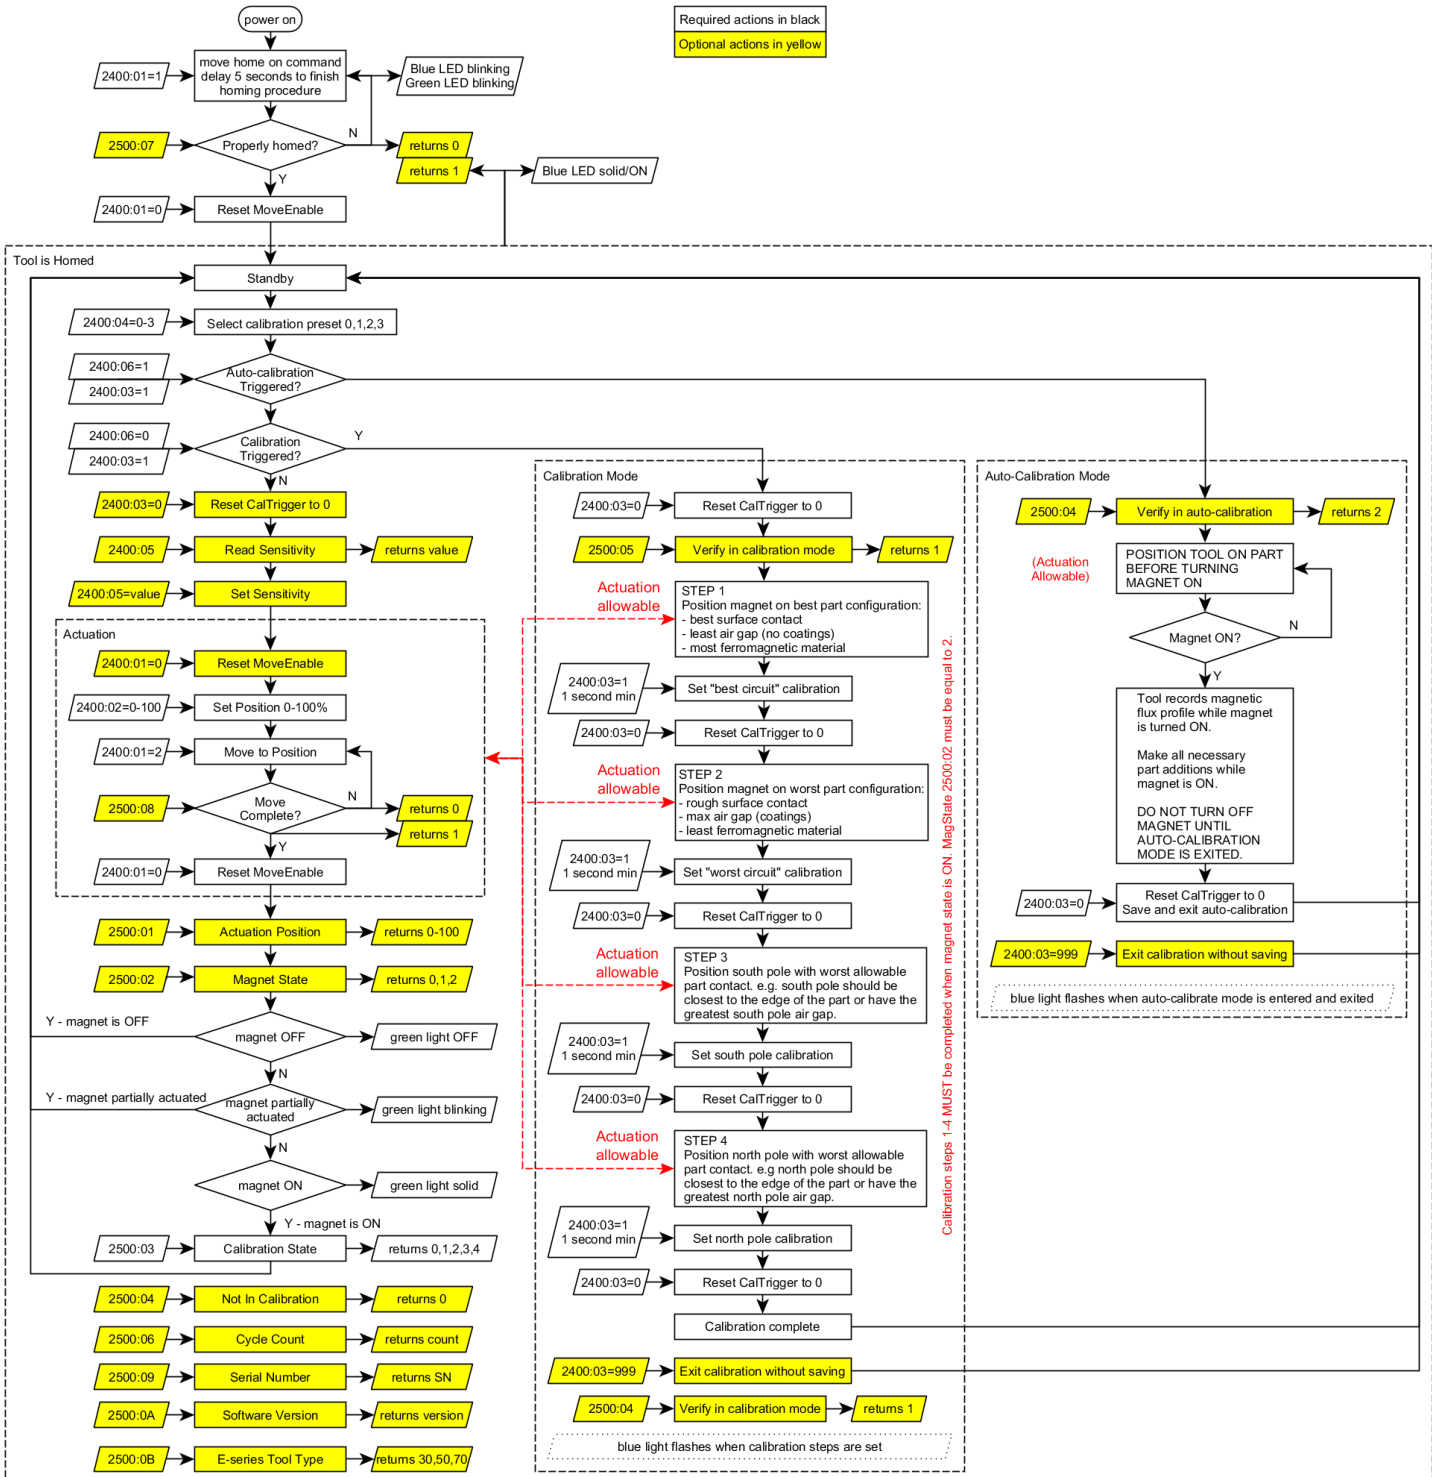 power on
Required actions in black
Optional actions in yellow
2400:01=1
move home on command
delay 5 seconds to finish
homing procedure
Blue LED blinking
Green LED blinking
2500:07
Properly homed?
N
returns 0
returns 1
Blue LED solid/ON
Y
2400:01=0
Reset MoveEnable
Tool is Homed
Standby
2400:04=0-3
Select calibration preset 0,1,2,3
2400:06=1
2400:03=1
Auto-calibration
Triggered?
2400:06=0
2400:03=1
Calibration
Triggered?
Y
N
2400:03=0
Reset CalTrigger to 0
2400:05
Read Sensitivity
returns value
2400:05=value
Set Sensitivity
Actuation
2400:01=0
Reset MoveEnable
2400:02=0-100
Set Position 0-100%
2400:01=2
Move to Position
2500:08
Move
Complete?
N
returns 0
returns 1
Y
2400:01=0
Reset MoveEnable
2500:01
Actuation Position
returns 0-100
2500:02
Magnet State
returns 0,1,2
Y - magnet is OFF
magnet OFF
green light OFF
N
Y - magnet partially actuated
magnet partially
actuated
green light blinking
N
magnet ON
green light solid
Y - magnet is ON
2500:03
Calibration State
returns 0,1,2,3,4
2500:04
Not In Calibration
returns 0
2500:06
Cycle Count
returns count
2500:09
Serial Number
returns SN
2500:0A
Software Version
returns version
2500:0B
E-series Tool Type
returns 30,50,70
Calibration Mode
2400:03=0
Reset CalTrigger to 0
2500:05
Verify in calibration mode
returns 1
Actuation
allowable
STEP 1
Position magnet on best part configuration:
- best surface contact
- least air gap (no coatings)
- most ferromagnetic material
2400:03=1
1 second min
Set "best circuit" calibration
2400:03=0
Reset CalTrigger to 0
Actuation
allowable
STEP 2
Position magnet on worst part configuration:
- rough surface contact
- max air gap (coatings)
- least ferromagnetic material
2400:03=1
1 second min
Set "worst circuit" calibration
2400:03=0
Reset CalTrigger to 0
Actuation
allowable
STEP 3
Position south pole with worst allowable
part contact. e.g. south pole should be
closest to the edge of the part or have the
greatest south pole air gap.
2400:03=1
1 second min
Set south pole calibration
2400:03=0
Reset CalTrigger to 0
Actuation
allowable
STEP 4
Position north pole with worst allowable
part contact. e.g north pole should be
closest to the edge of the part or have the
greatest north pole air gap.
2400:03=1
1 second min
Set north pole calibration
2400:03=0
Reset CalTrigger to 0
Calibration complete
2400:03=999
Exit calibration without saving
2500:04
Verify in calibration mode
returns 1
blue light flashes when calibration steps are set
Calibration steps 1-4 MUST be completed when magnet state is ON. MagState 2500:02 must be equal to 2.
Auto-Calibration Mode
2500:04
Verify in auto-calibration
returns 2
(Actuation
Allowable)
POSITION TOOL ON PART
BEFORE TURNING
MAGNET ON
Magnet ON?
N
Y
Tool records magnetic
flux profile while magnet
is turned ON.
Make all necessary
part additions while
magnet is ON.
DO NOT TURN OFF
MAGNET UNTIL
AUTO-CALIBRATION
MODE IS EXITED.
2400:03=0
Reset CalTrigger to 0
Save and exit auto-calibration
2400:03=999
Exit calibration without saving
blue light flashes when auto-calibrate mode is entered and exited